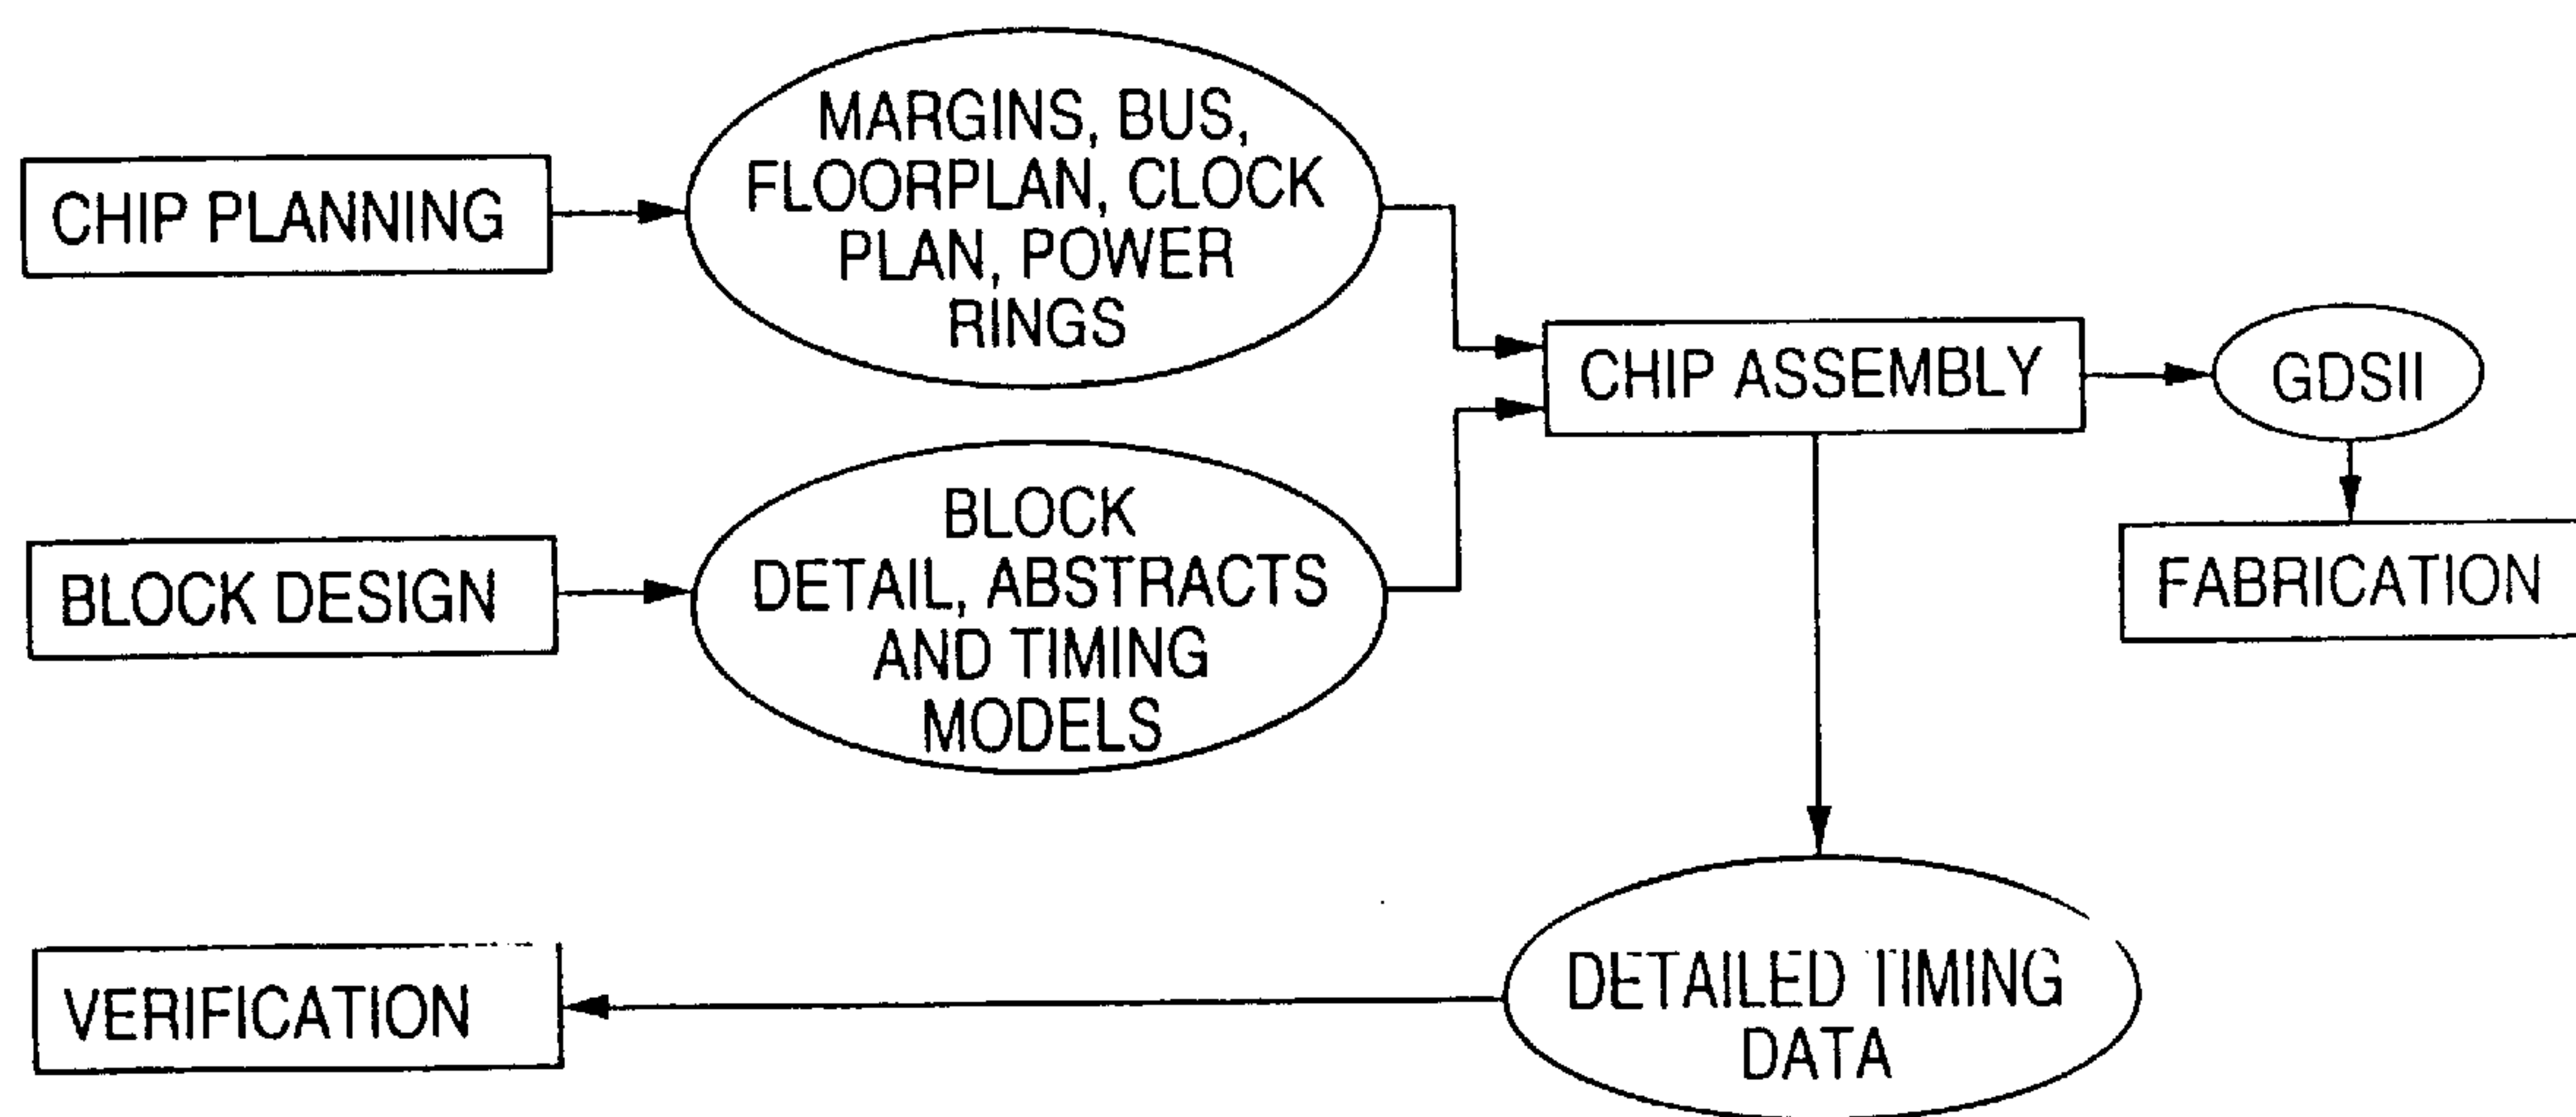 CHIP PLANNING
MARGINS, BUS,
FLOORPLAN, CLOCK
PLAN, POWER
RINGS
CHIP ASSEMBLY
GDSII
BLOCK DESIGN
BLOCK
DETAIL, ABSTRACTS
AND TIMING
MODELS
FABRICATION
VERIFICATION
DETAILED TIMING
DATA